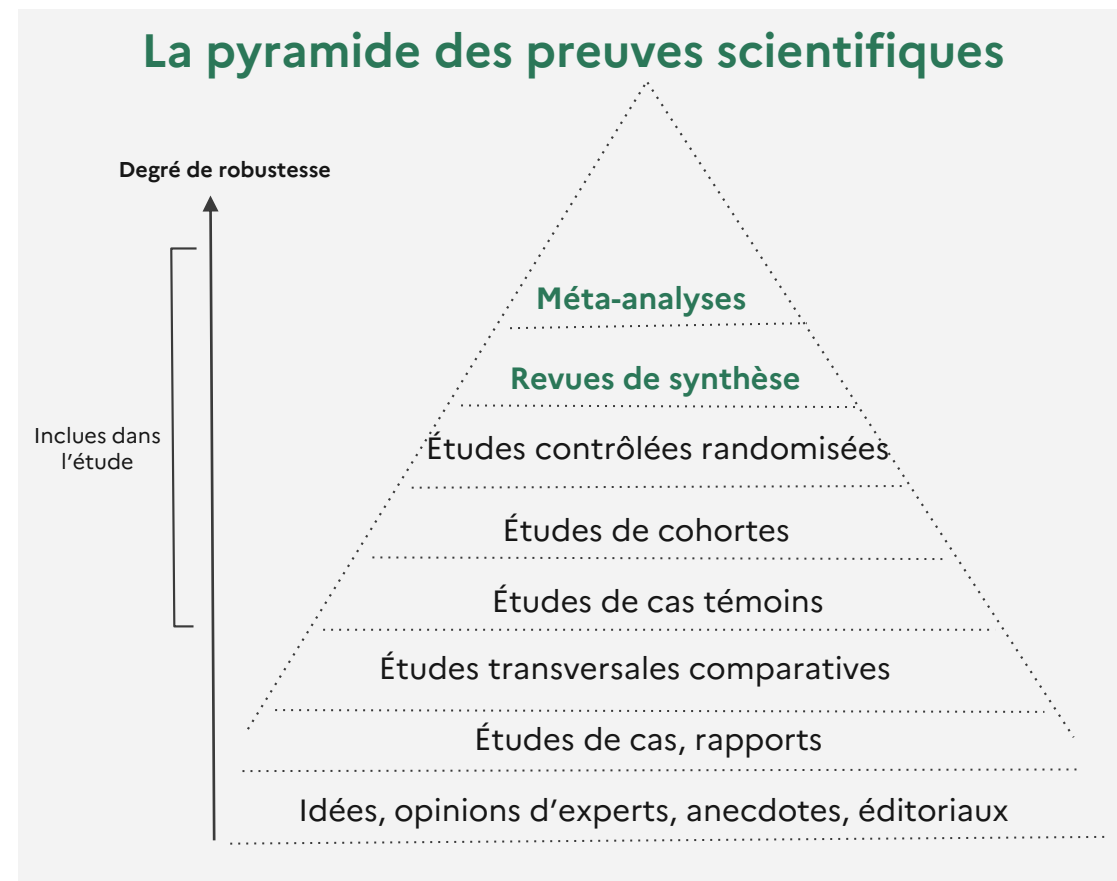 La pyramide des preuves scientifiques
Degré de robustesse
Inclues dans
l'étude
Méta-analyses
Revues de synthèse
Études contrôlées randomisées
Études de cohortes
Études de cas témoins
Études transversales comparatives
Études de cas, rapports
Idées, opinions d'experts, anecdotes, éditoriaux